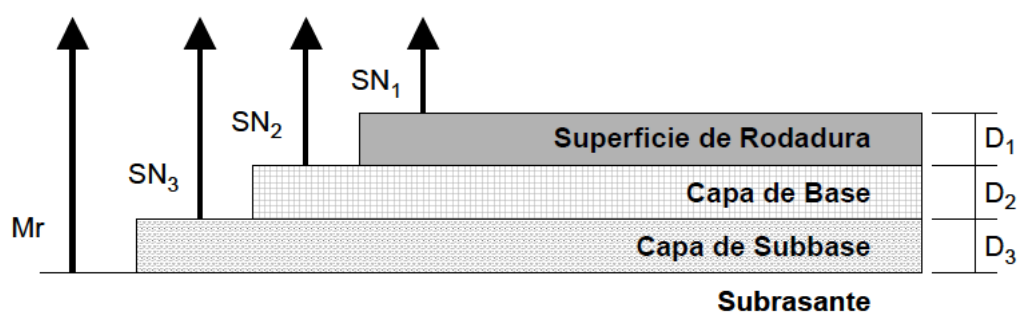 SN₁
SN₂
SN₃
Mr
Superficie de Rodadura
D₁
Capa de Base
D₂
Capa de Subbase
D₃
Subrasante